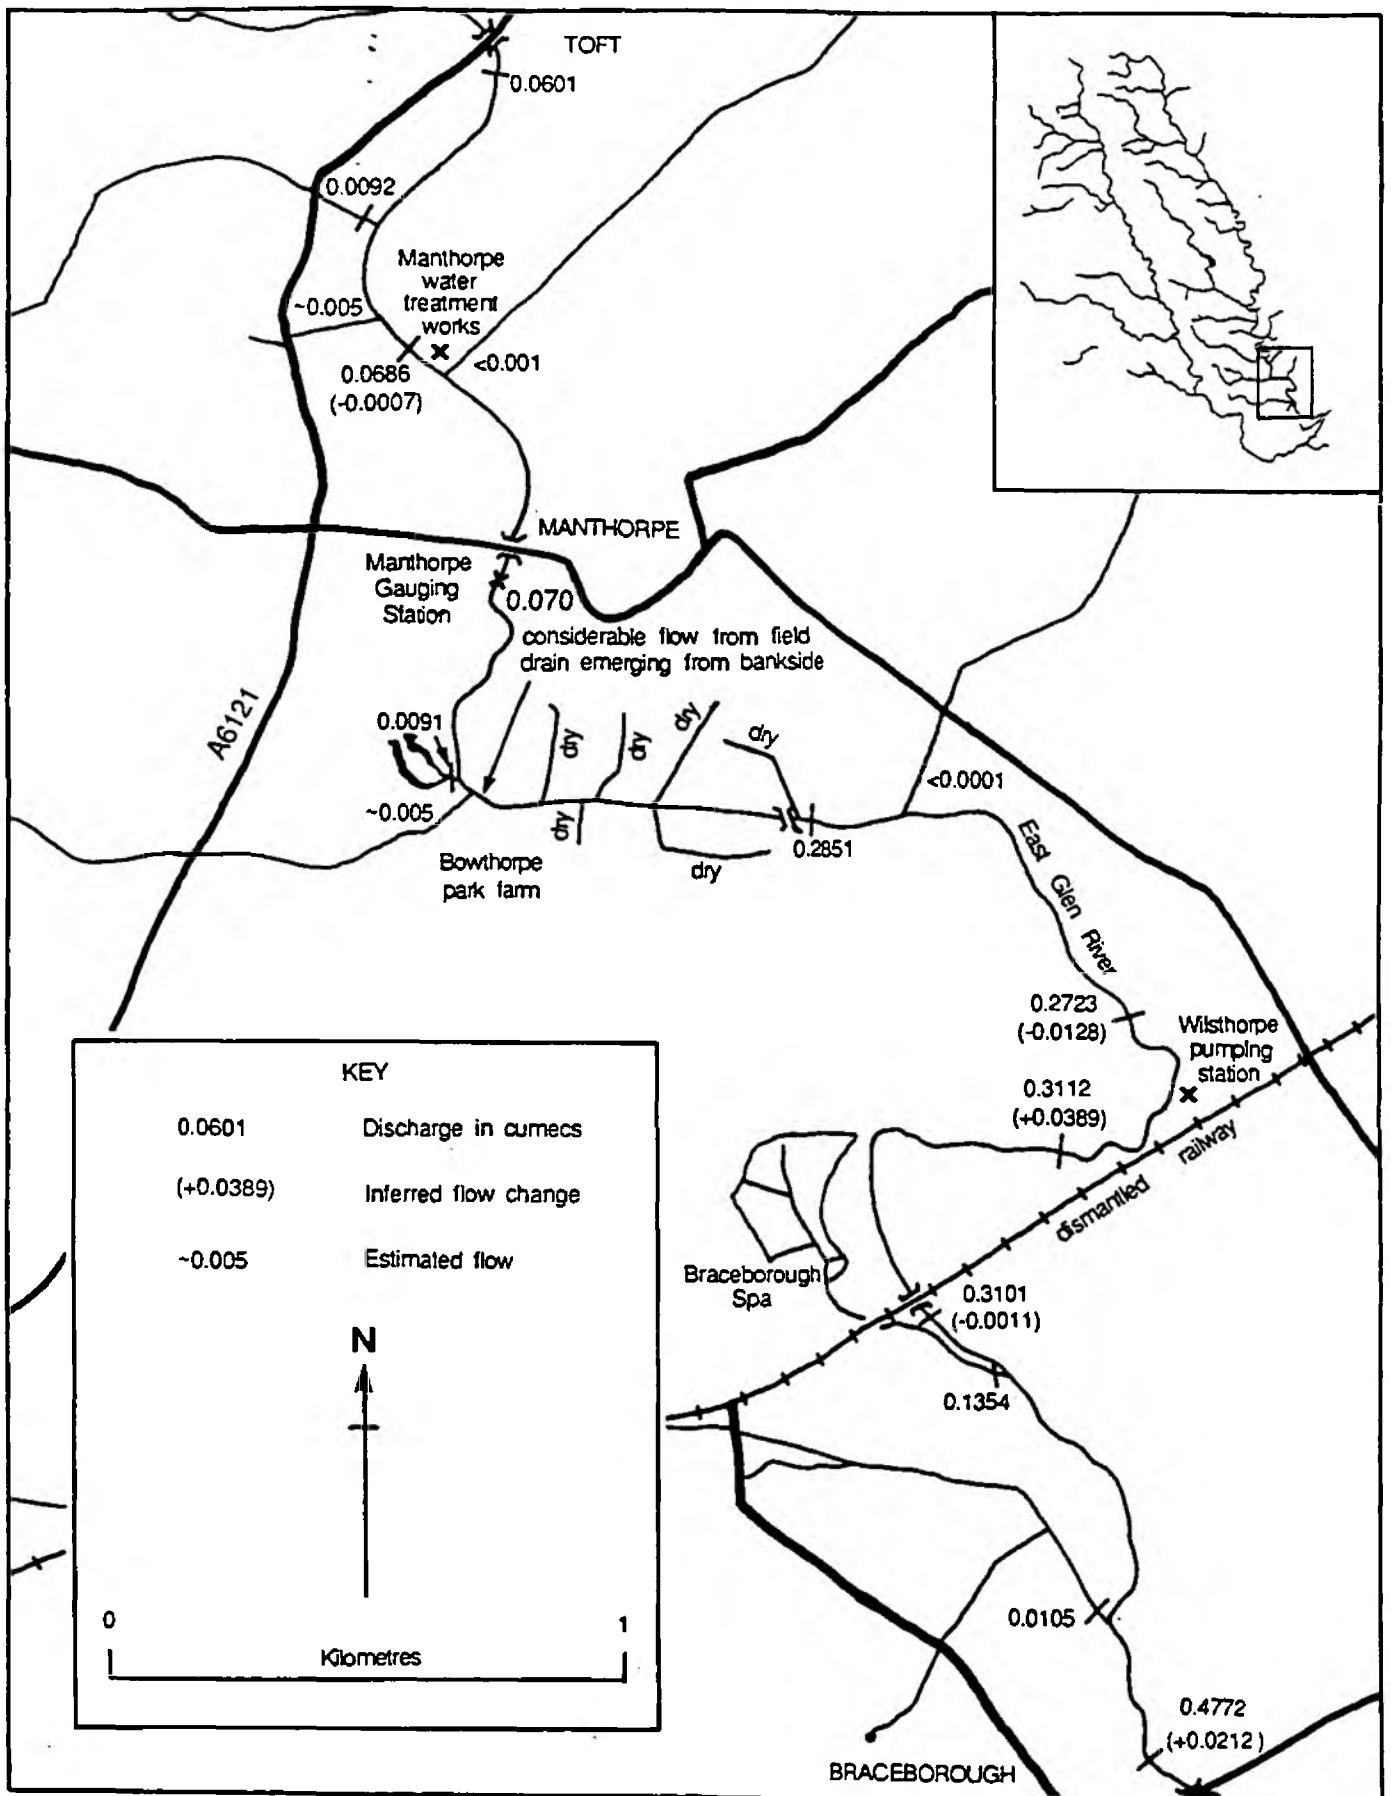 TOFT
0.0601
0.0092
Manthorpe
water
treatment
works
~0.005
<0.001
0.0686
(-0.0007)
MANTHORPE
Manthorpe
Gauging
Station
0.070
considerable flow from field
drain emerging from bankside
A6121
0.0091
dry
dry
dry
dry
<0.0001
~0.005
dry
0.2851
Bowthorpe
park farm
dry
East Glen River
0.2723
(-0.0128)
Wilsthorpe
pumping
station
0.3112
(+0.0389)
dismantled railway
Braceborough
Spa
0.3101
(-0.0011)
0.1354
0.0105
0.4772
(+0.0212)
BRACEBOROUGH
KEY
0.0601 Discharge in cumecs
(+0.0389) Inferred flow change
~0.005 Estimated flow
N
0 1
Kilometres